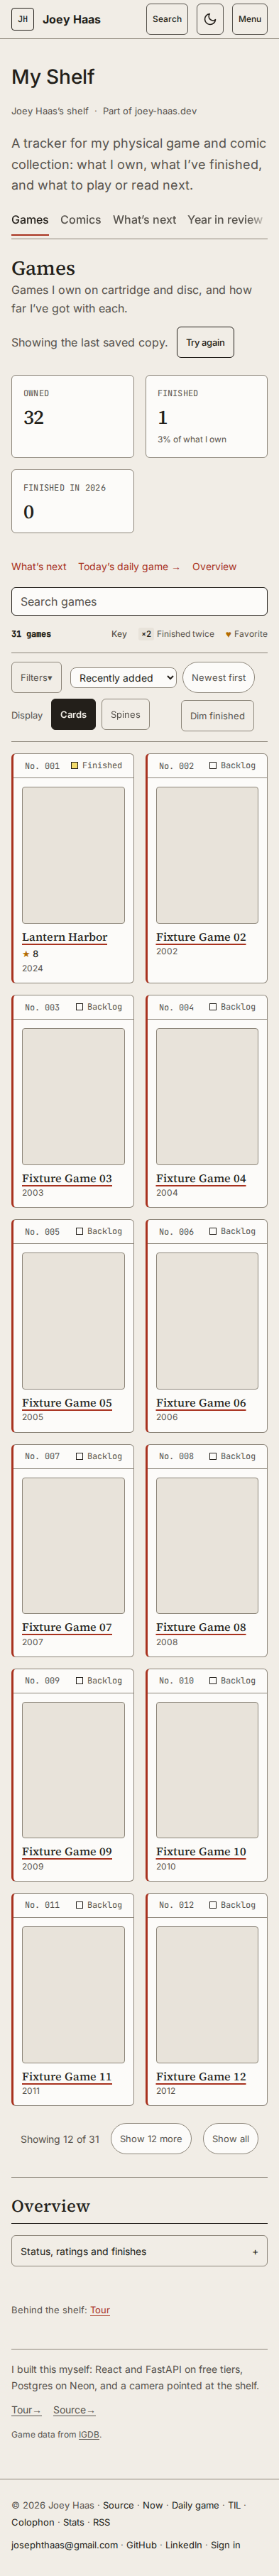 JH Joey Haas Search Menu
My Shelf
Joey Haas’s shelf · Part of joey-haas.dev
A tracker for my physical game and comic
collection: what I own, what I’ve finished,
and what to play or read next.
Games Comics What’s next Year in review
Games
Games I own on cartridge and disc, and how
far I’ve got with each.
Showing the last saved copy. Try again
OWNED FINISHED
32 1
3% of what I own
FINISHED IN 2026
0
What’s next Today’s daily game → Overview
Search games
31 games Key ×2 Finished twice ♥ Favorite
Filters▾ Recently added Newest first
Display Cards Spines Dim finished
No. 001 Finished No. 002 Backlog
Lantern Harbor Fixture Game 02
★ 8 2002
2024
No. 003 Backlog No. 004 Backlog
Fixture Game 03 Fixture Game 04
2003 2004
No. 005 Backlog No. 006 Backlog
Fixture Game 05 Fixture Game 06
2005 2006
No. 007 Backlog No. 008 Backlog
Fixture Game 07 Fixture Game 08
2007 2008
No. 009 Backlog No. 010 Backlog
Fixture Game 09 Fixture Game 10
2009 2010
No. 011 Backlog No. 012 Backlog
Fixture Game 11 Fixture Game 12
2011 2012
Showing 12 of 31 Show 12 more Show all
Overview
Status, ratings and finishes +
Behind the shelf: Tour
I built this myself: React and FastAPI on free tiers,
Postgres on Neon, and a camera pointed at the shelf.
Tour→ Source→
Game data from IGDB.
© 2026 Joey Haas · Source · Now · Daily game · TIL ·
Colophon · Stats · RSS
josephthaas@gmail.com · GitHub · LinkedIn · Sign in